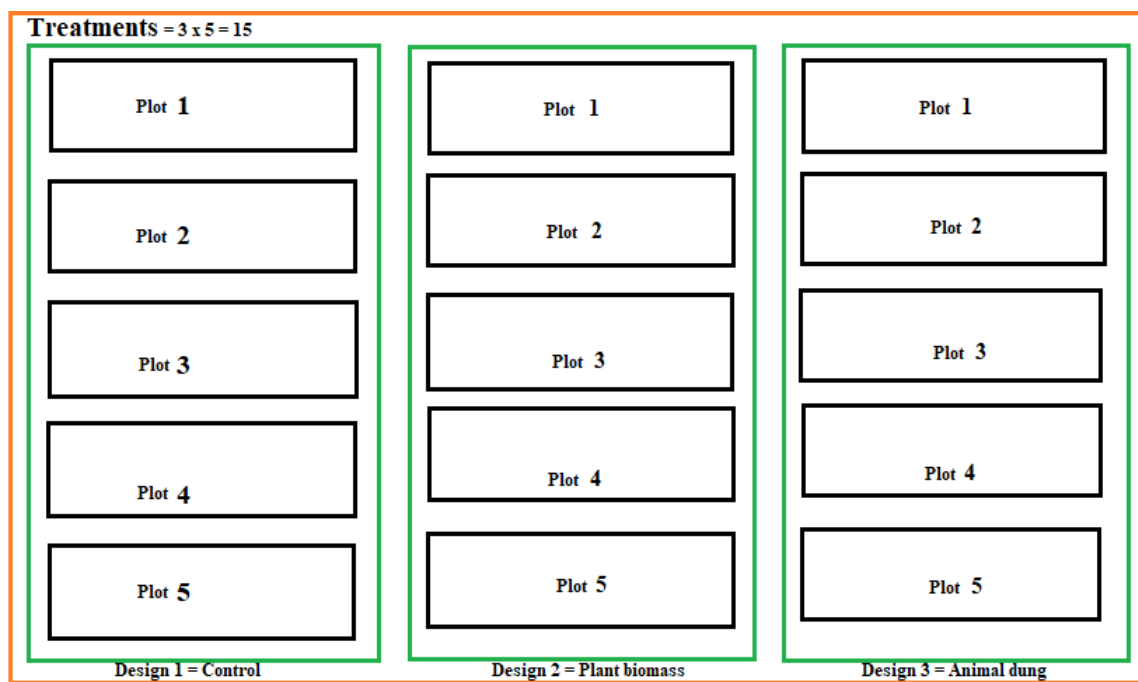 Treatments = 3 x 5 = 15
Plot 1
Plot 2
Plot 3
Plot 4
Plot 5
Design 1 = Control
Plot 1
Plot 2
Plot 3
Plot 4
Plot 5
Design 2 = Plant biomass
Plot 1
Plot 2
Plot 3
Plot 4
Plot 5
Design 3 = Animal dung